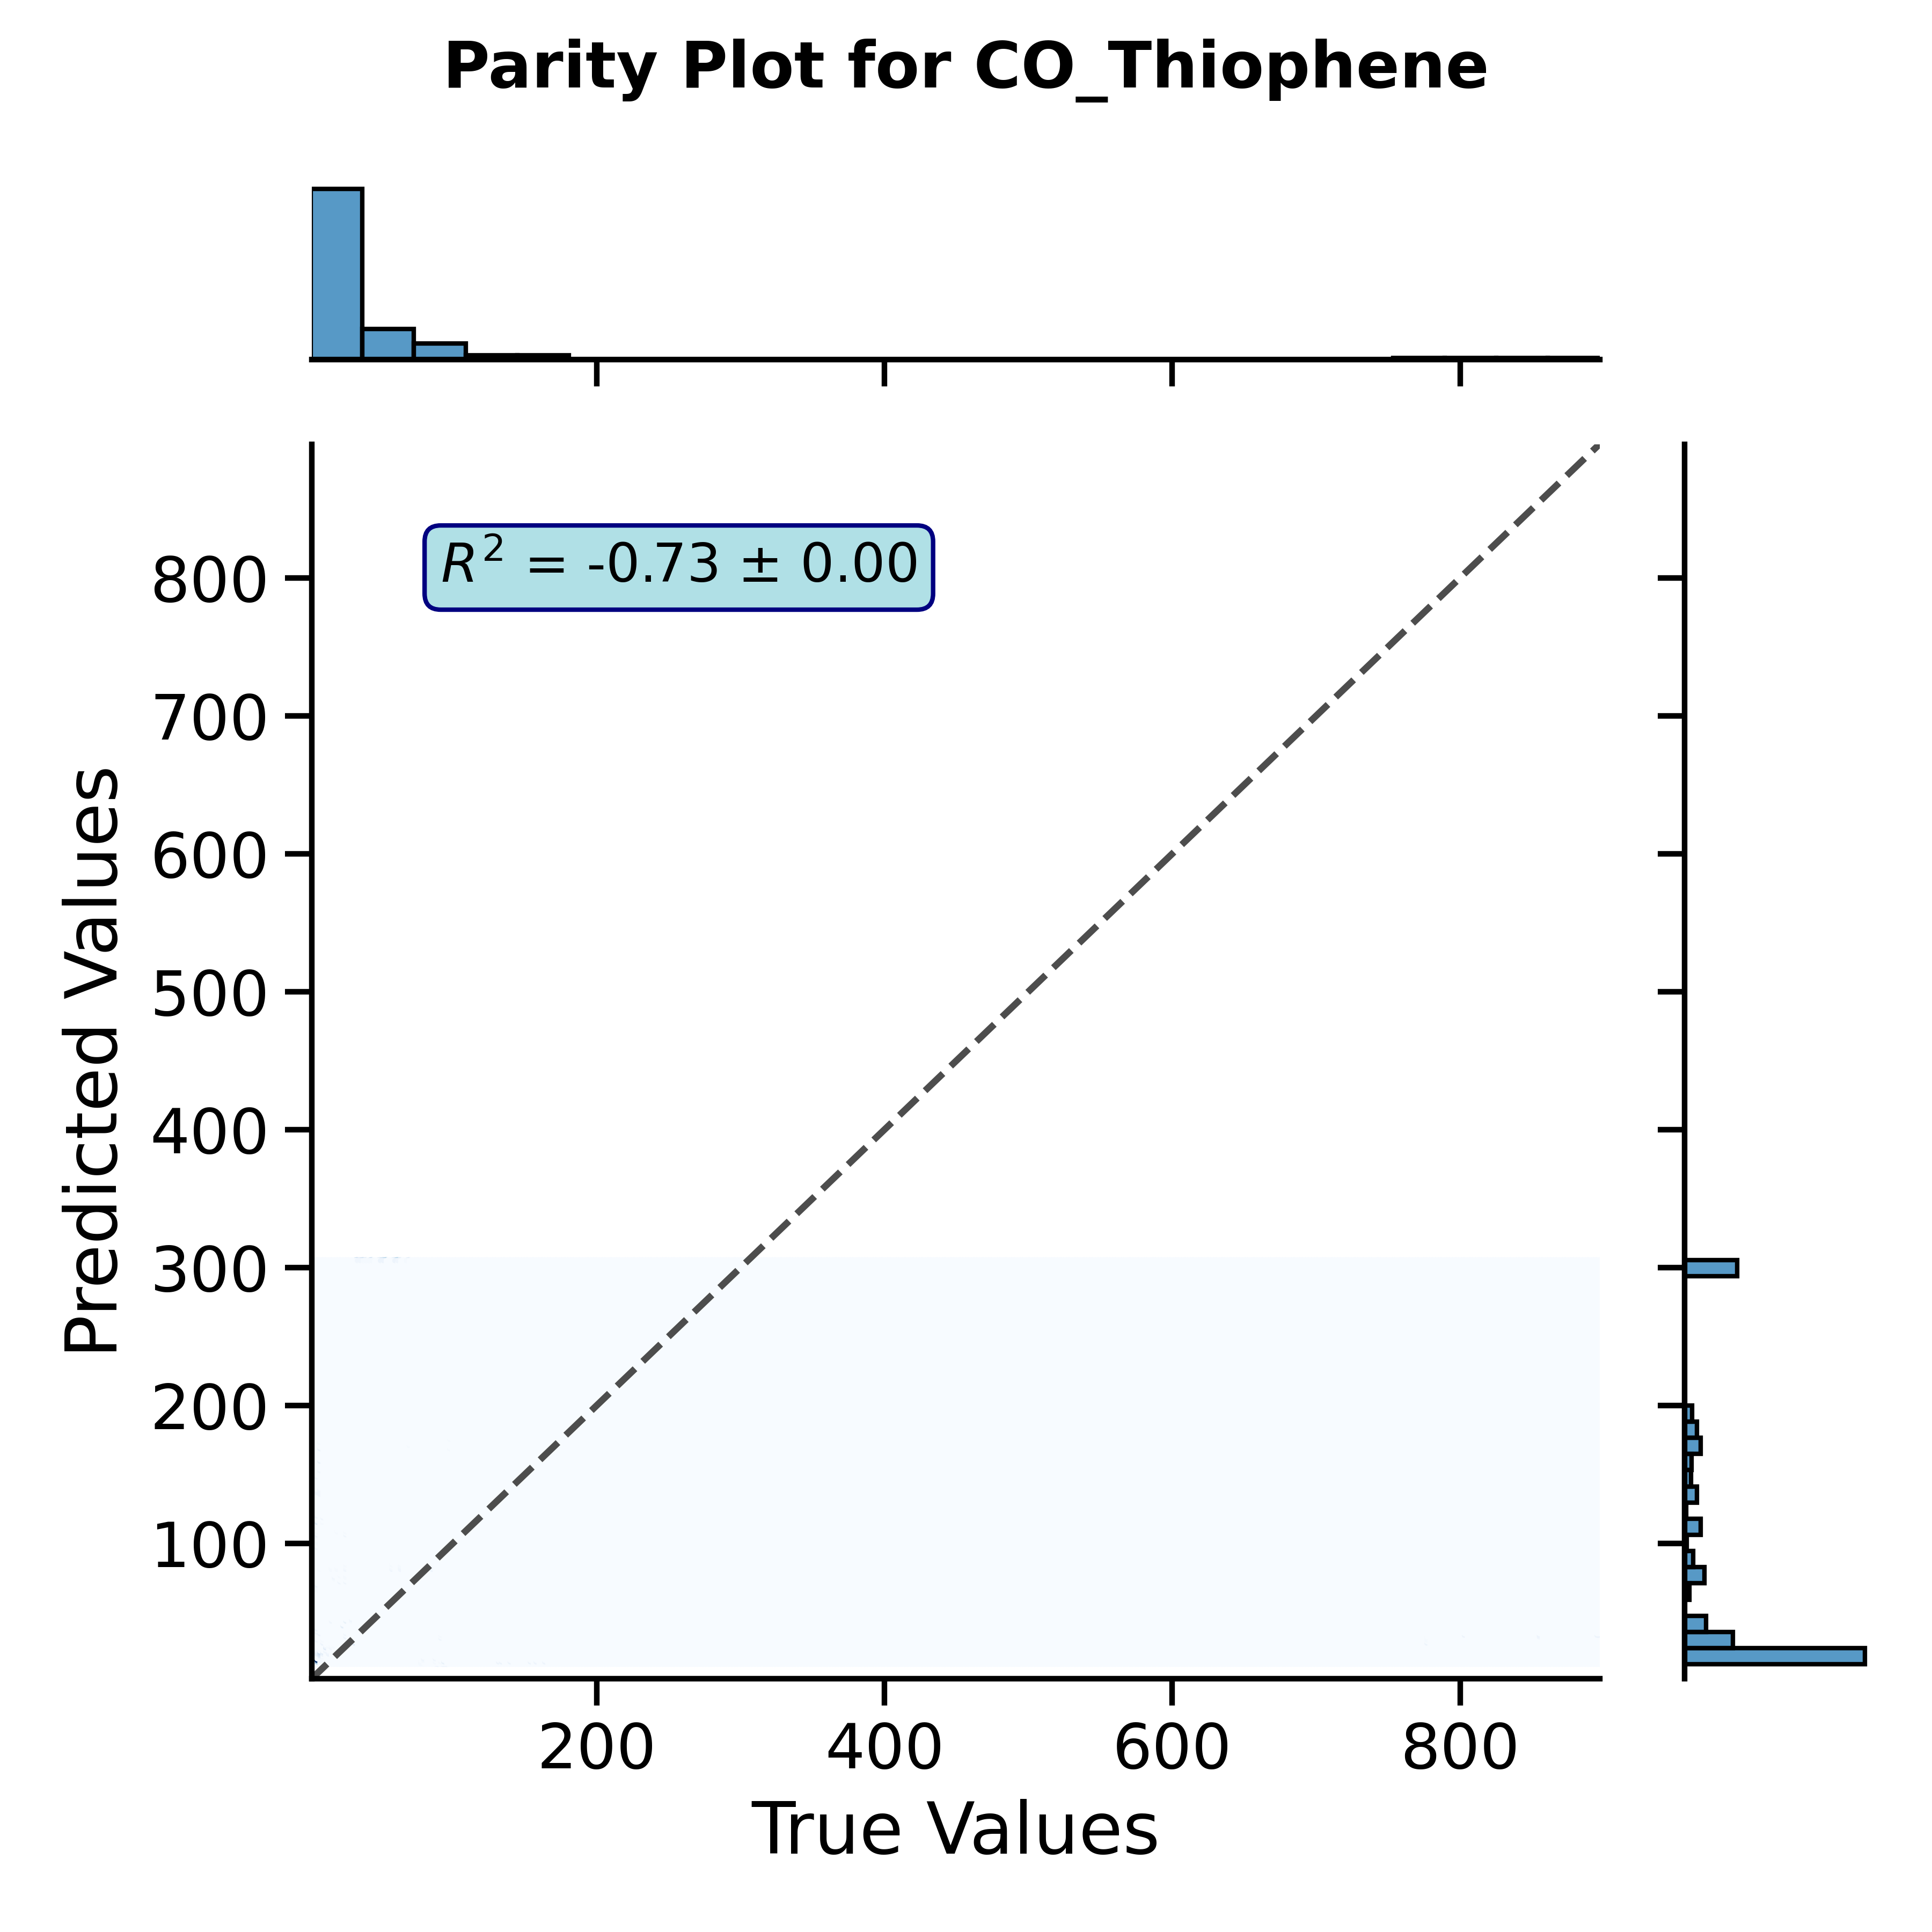 Parity Plot for CO_Thiophene
R² = -0.73 ± 0.00
Predicted Values
800
700
600
500
400
300
200
100
200 400 600 800
True Values